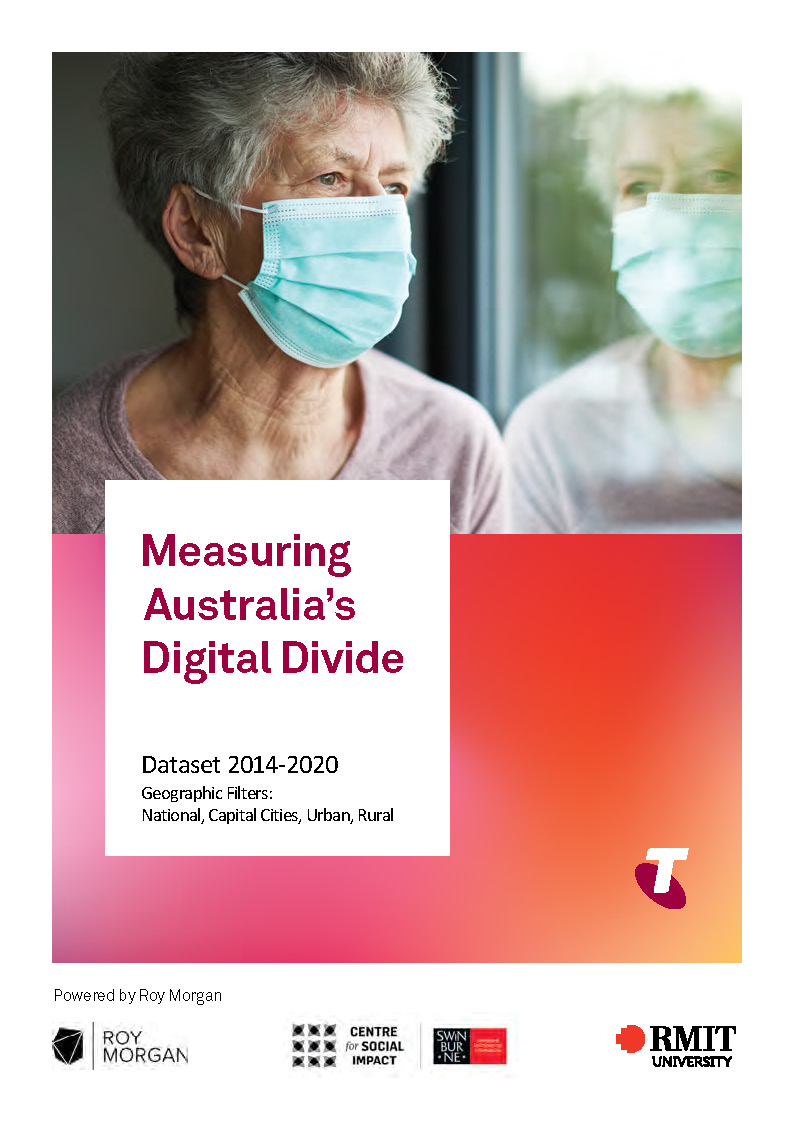 Measuring
Australia's
Digital Divide
Dataset 2014-2020
Geographic Filters:
National, Capital Cities, Urban, Rural
T
Powered by Roy Morgan
ROY
MORGAN
CENTRE
for SOCIAL
IMPACT
SWIN
BUR
·NE·
RMIT
UNIVERSITY